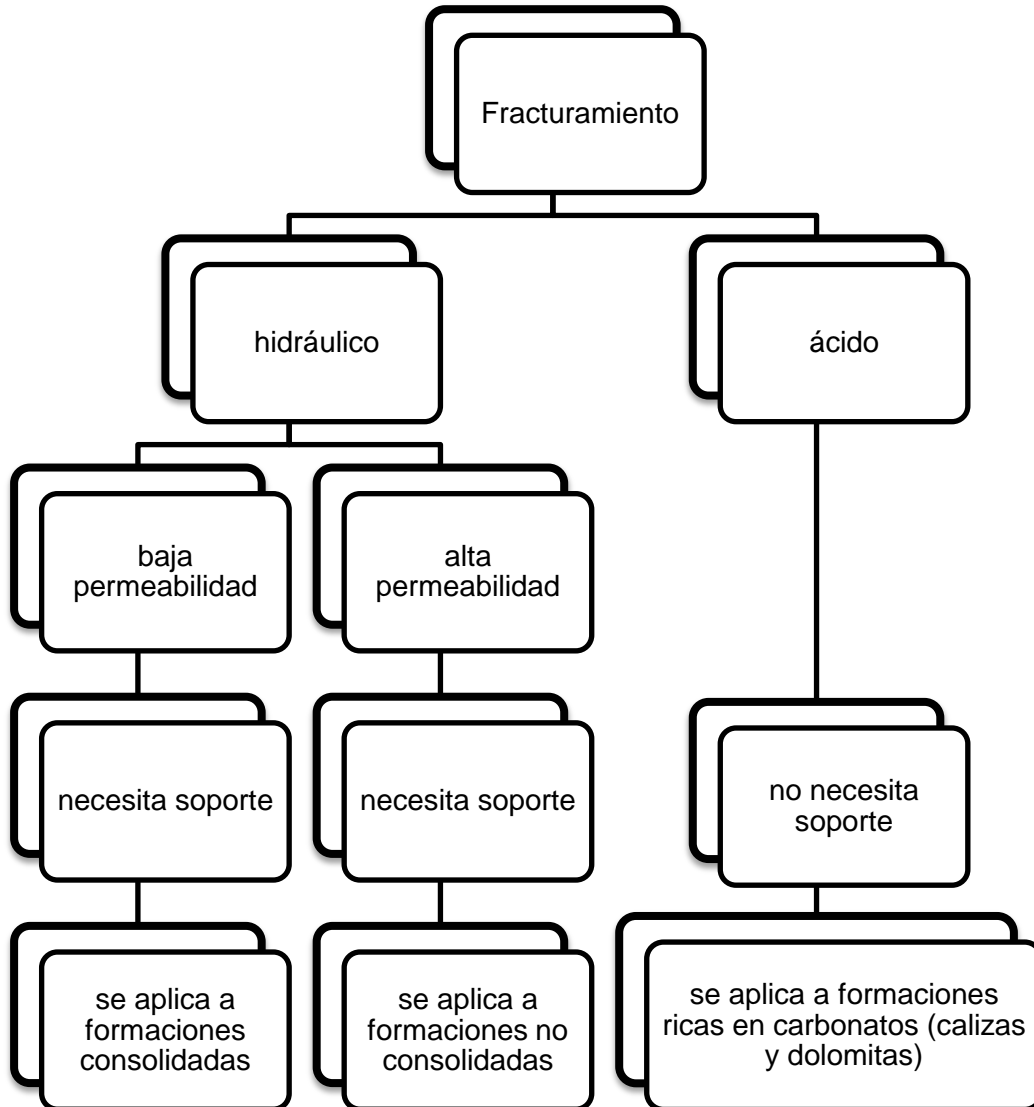 Fracturamiento
hidráulico
ácido
baja
permeabilidad
alta
permeabilidad
necesita soporte
necesita soporte
no necesita
soporte
se aplica a
formaciones
consolidadas
se aplica a
formaciones no
consolidadas
se aplica a formaciones
ricas en carbonatos (calizas
y dolomitas)